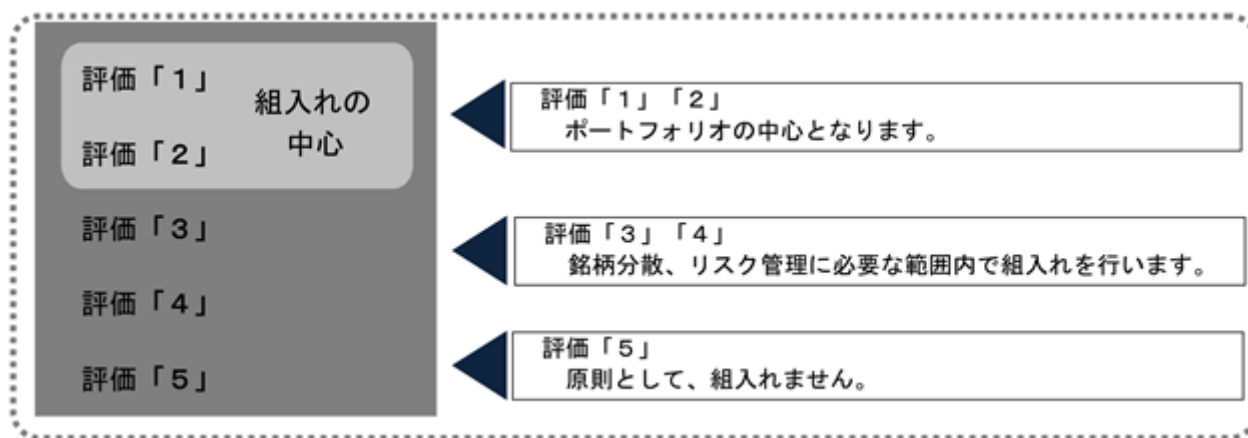 評価「１」
組入れの
中心
評価「２」
評価「３」
評価「４」
評価「５」
評価「１」「２」
ポートフォリオの中心となります。
評価「３」「４」
銘柄分散、リスク管理に必要な範囲内で組入れを行います。
評価「５」
原則として、組入れません。